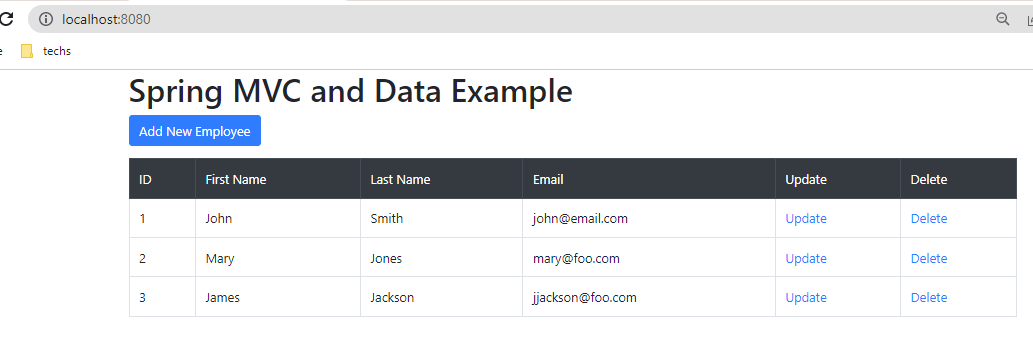 localhost:8080
techs
Spring MVC and Data Example
Add New Employee
ID First Name Last Name Email Update Delete
1 John Smith john@email.com Update Delete
2 Mary Jones mary@foo.com Update Delete
3 James Jackson jjackson@foo.com Update Delete